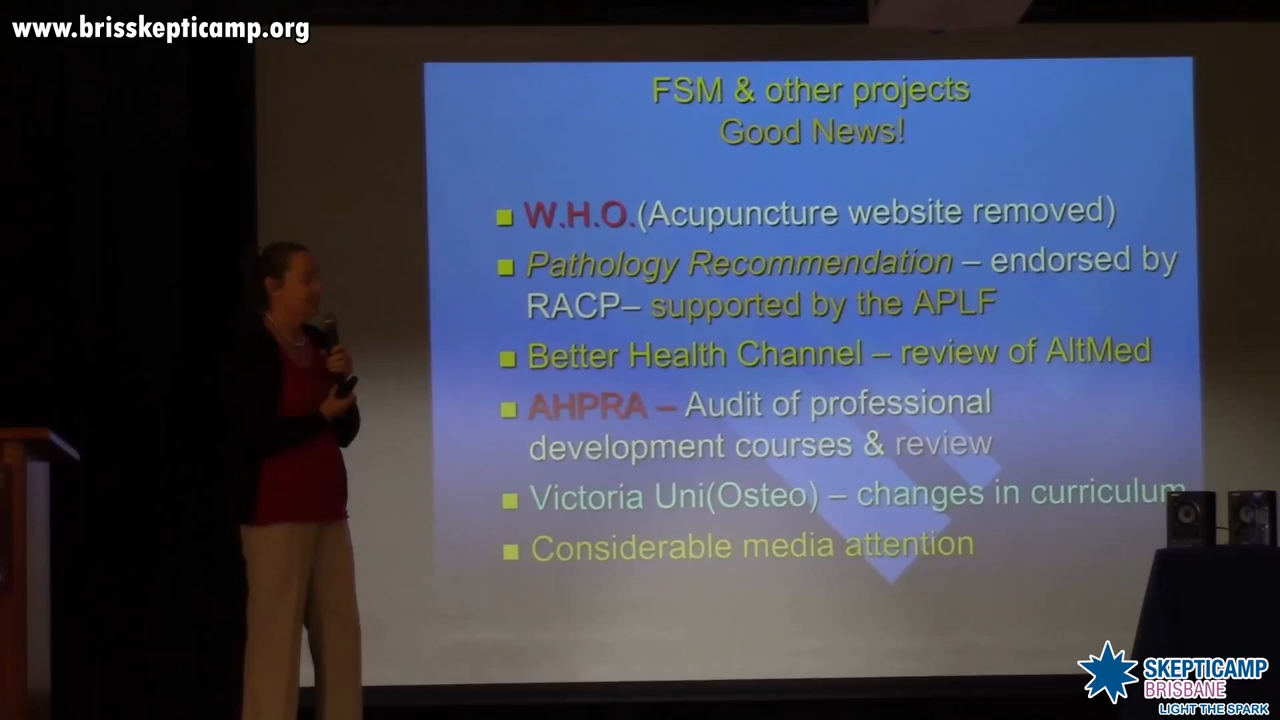 www.brisskepticamp.org
FSM & other projects
Good News!
W.H.O.(Acupuncture website removed)
Pathology Recommendation – endorsed by
RACP– supported by the APLF
Better Health Channel – review of AltMed
AHPRA – Audit of professional
development courses & review
Victoria Uni(Osteo) – changes in curriculum
Considerable media attention
SKEPTICAMP
BRISBANE
LIGHT THE SPARK